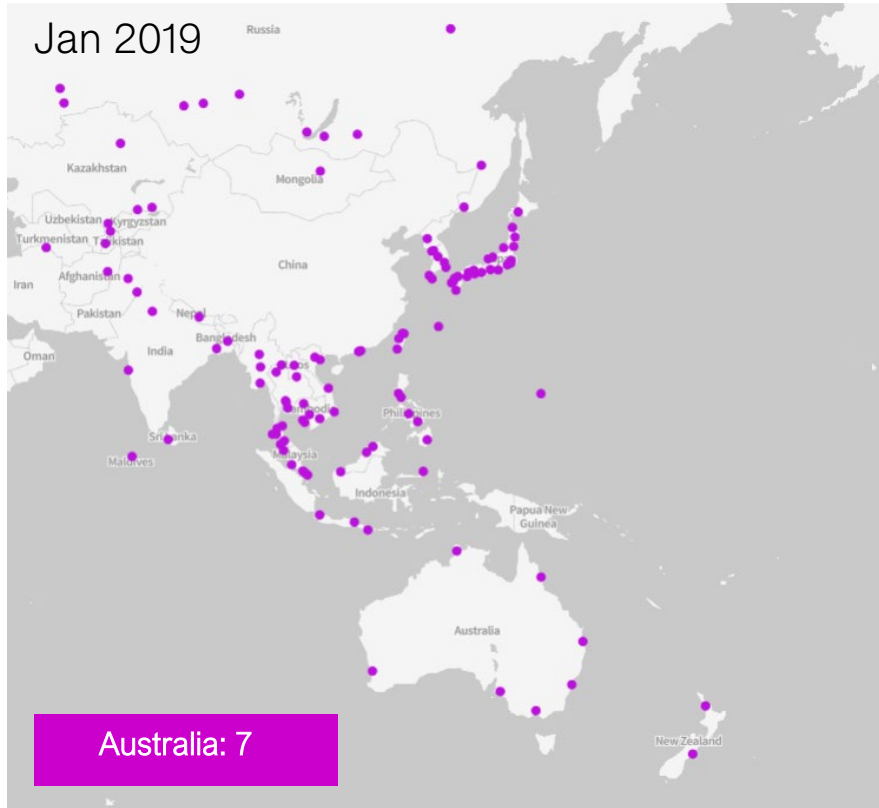 Jan 2019
Russia
Kazakhstan
Mongolia
Uzbekistan
Kyrgyzstan
Turkmenistan
Tajikistan
China
Afghanistan
Iran
Pakistan
Nepal
Bangladesh
India
Oman
Laos
Cambodia
Philippines
Sri Lanka
Maldives
Malaysia
Indonesia
Papua New
Guinea
Australia
New Zealand
Australia: 7